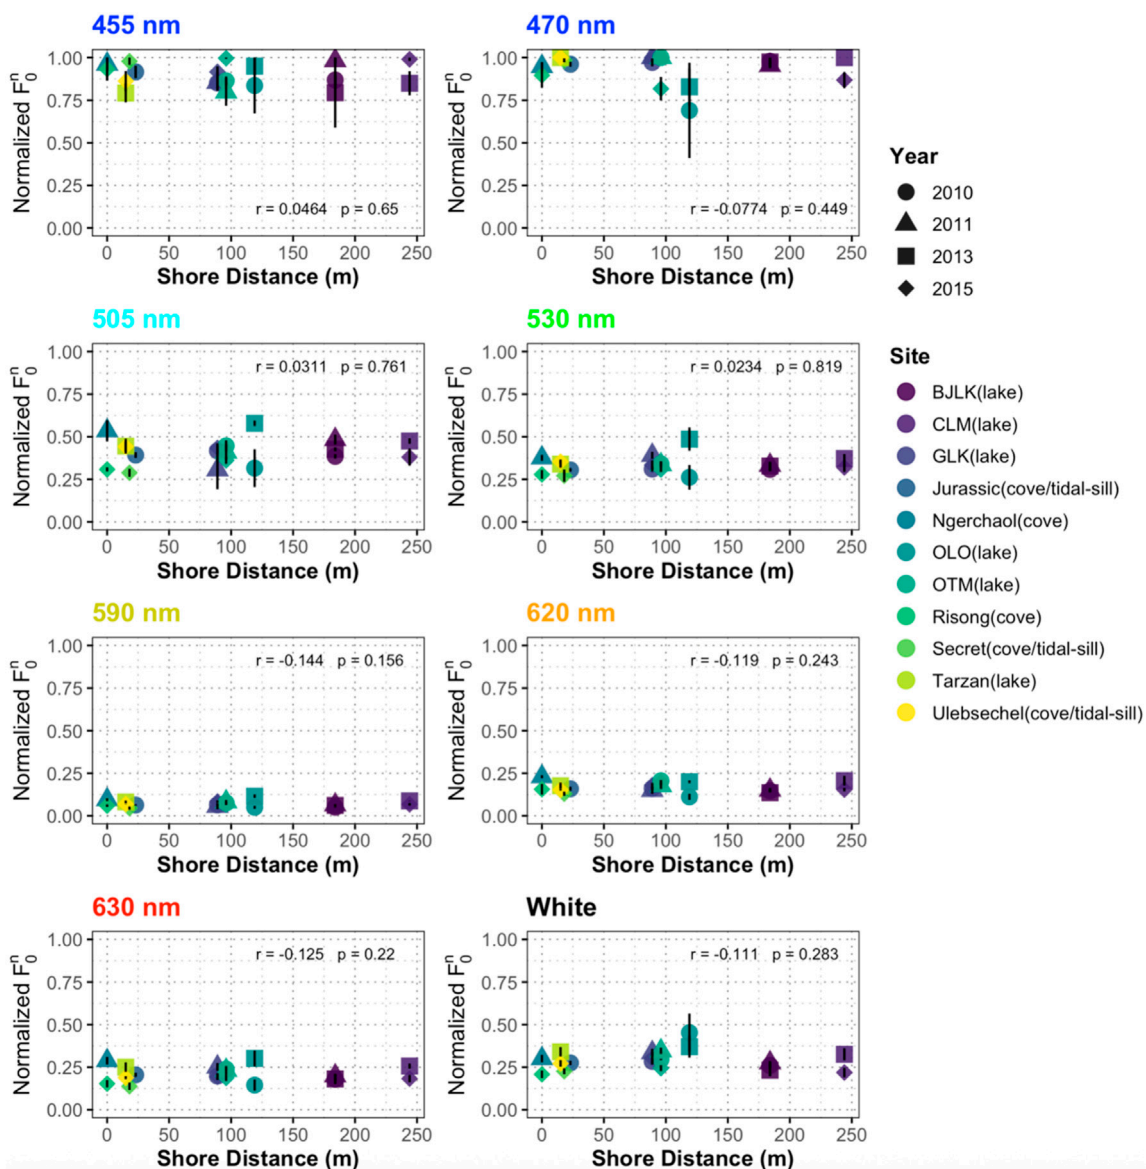 455 nm
470 nm
Normalized F₀ⁿ
1.00
0.75
0.50
0.25
0.00
r = 0.0464 p = 0.65
0 50 100 150 200 250
Shore Distance (m)
Normalized F₀ⁿ
1.00
0.75
0.50
0.25
0.00
r = -0.0774 p = 0.449
0 50 100 150 200 250
Shore Distance (m)
505 nm
530 nm
Normalized F₀ⁿ
1.00
0.75
0.50
0.25
0.00
r = 0.0311 p = 0.761
0 50 100 150 200 250
Shore Distance (m)
Normalized F₀ⁿ
1.00
0.75
0.50
0.25
0.00
r = 0.0234 p = 0.819
0 50 100 150 200 250
Shore Distance (m)
590 nm
620 nm
Normalized F₀ⁿ
1.00
0.75
0.50
0.25
0.00
r = -0.144 p = 0.156
0 50 100 150 200 250
Shore Distance (m)
Normalized F₀ⁿ
1.00
0.75
0.50
0.25
0.00
r = -0.119 p = 0.243
0 50 100 150 200 250
Shore Distance (m)
630 nm
White
Normalized F₀ⁿ
1.00
0.75
0.50
0.25
0.00
r = -0.125 p = 0.22
0 50 100 150 200 250
Shore Distance (m)
Normalized F₀ⁿ
1.00
0.75
0.50
0.25
0.00
r = -0.111 p = 0.283
0 50 100 150 200 250
Shore Distance (m)
Year
2010
2011
2013
2015
Site
BJLK(lake)
CLM(lake)
GLK(lake)
Jurassic(cove/tidal-sill)
Ngerchaol(cove)
OLO(lake)
OTM(lake)
Risong(cove)
Secret(cove/tidal-sill)
Tarzan(lake)
Ulebsechel(cove/tidal-sill)